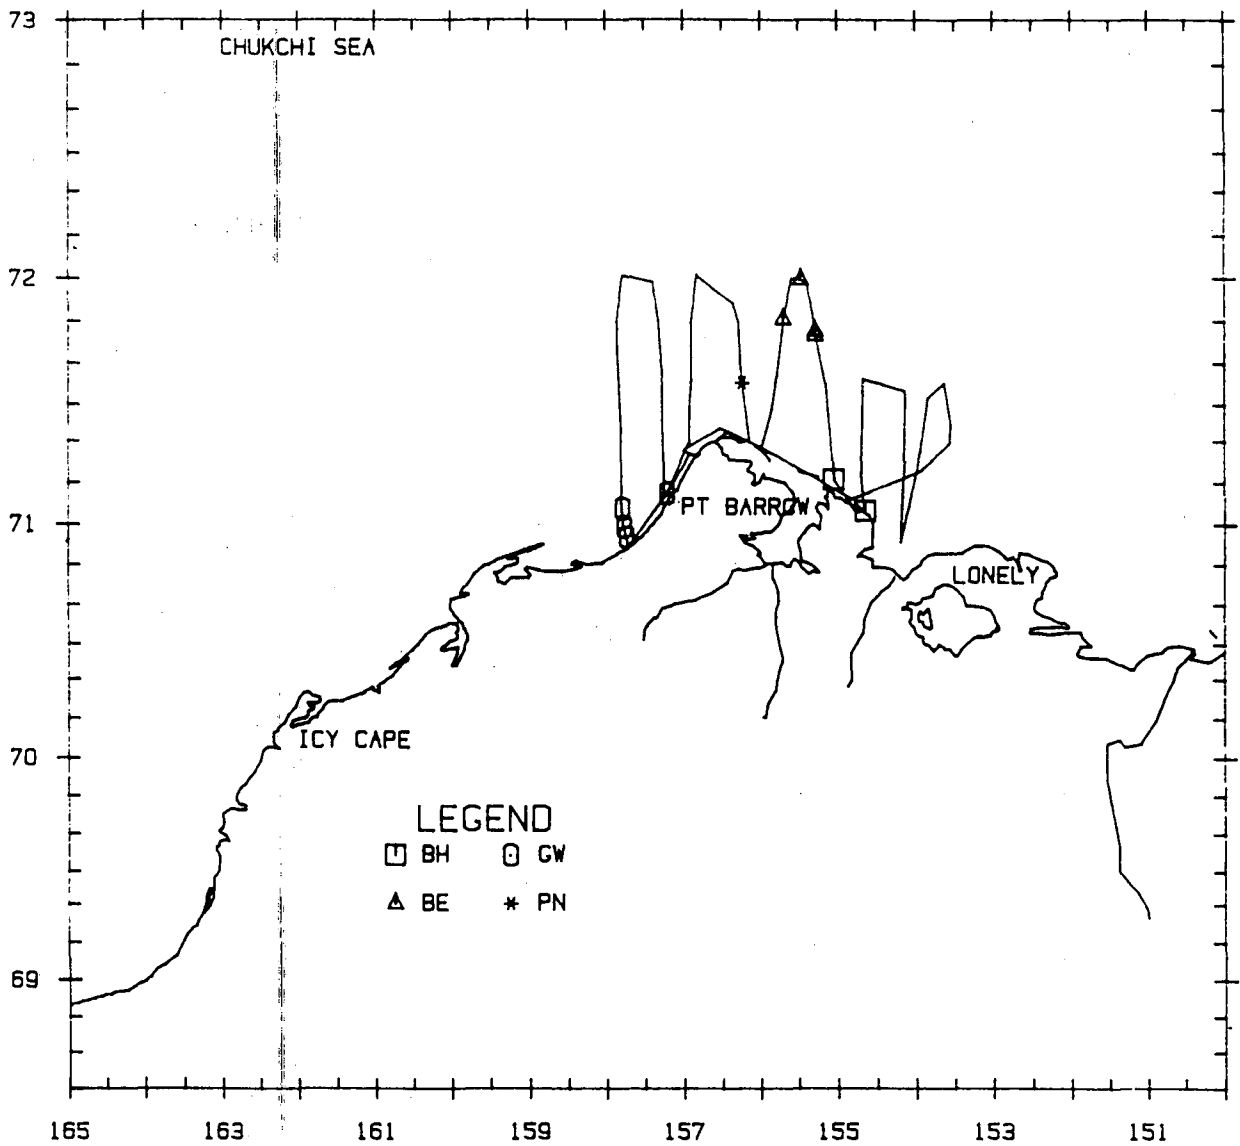 73
CHUKCHI SEA
72
71
PT BARROW
LONELY
70
ICY CAPE
LEGEND
BH GW
BE PN
69
165 163 161 159 157 155 153 151